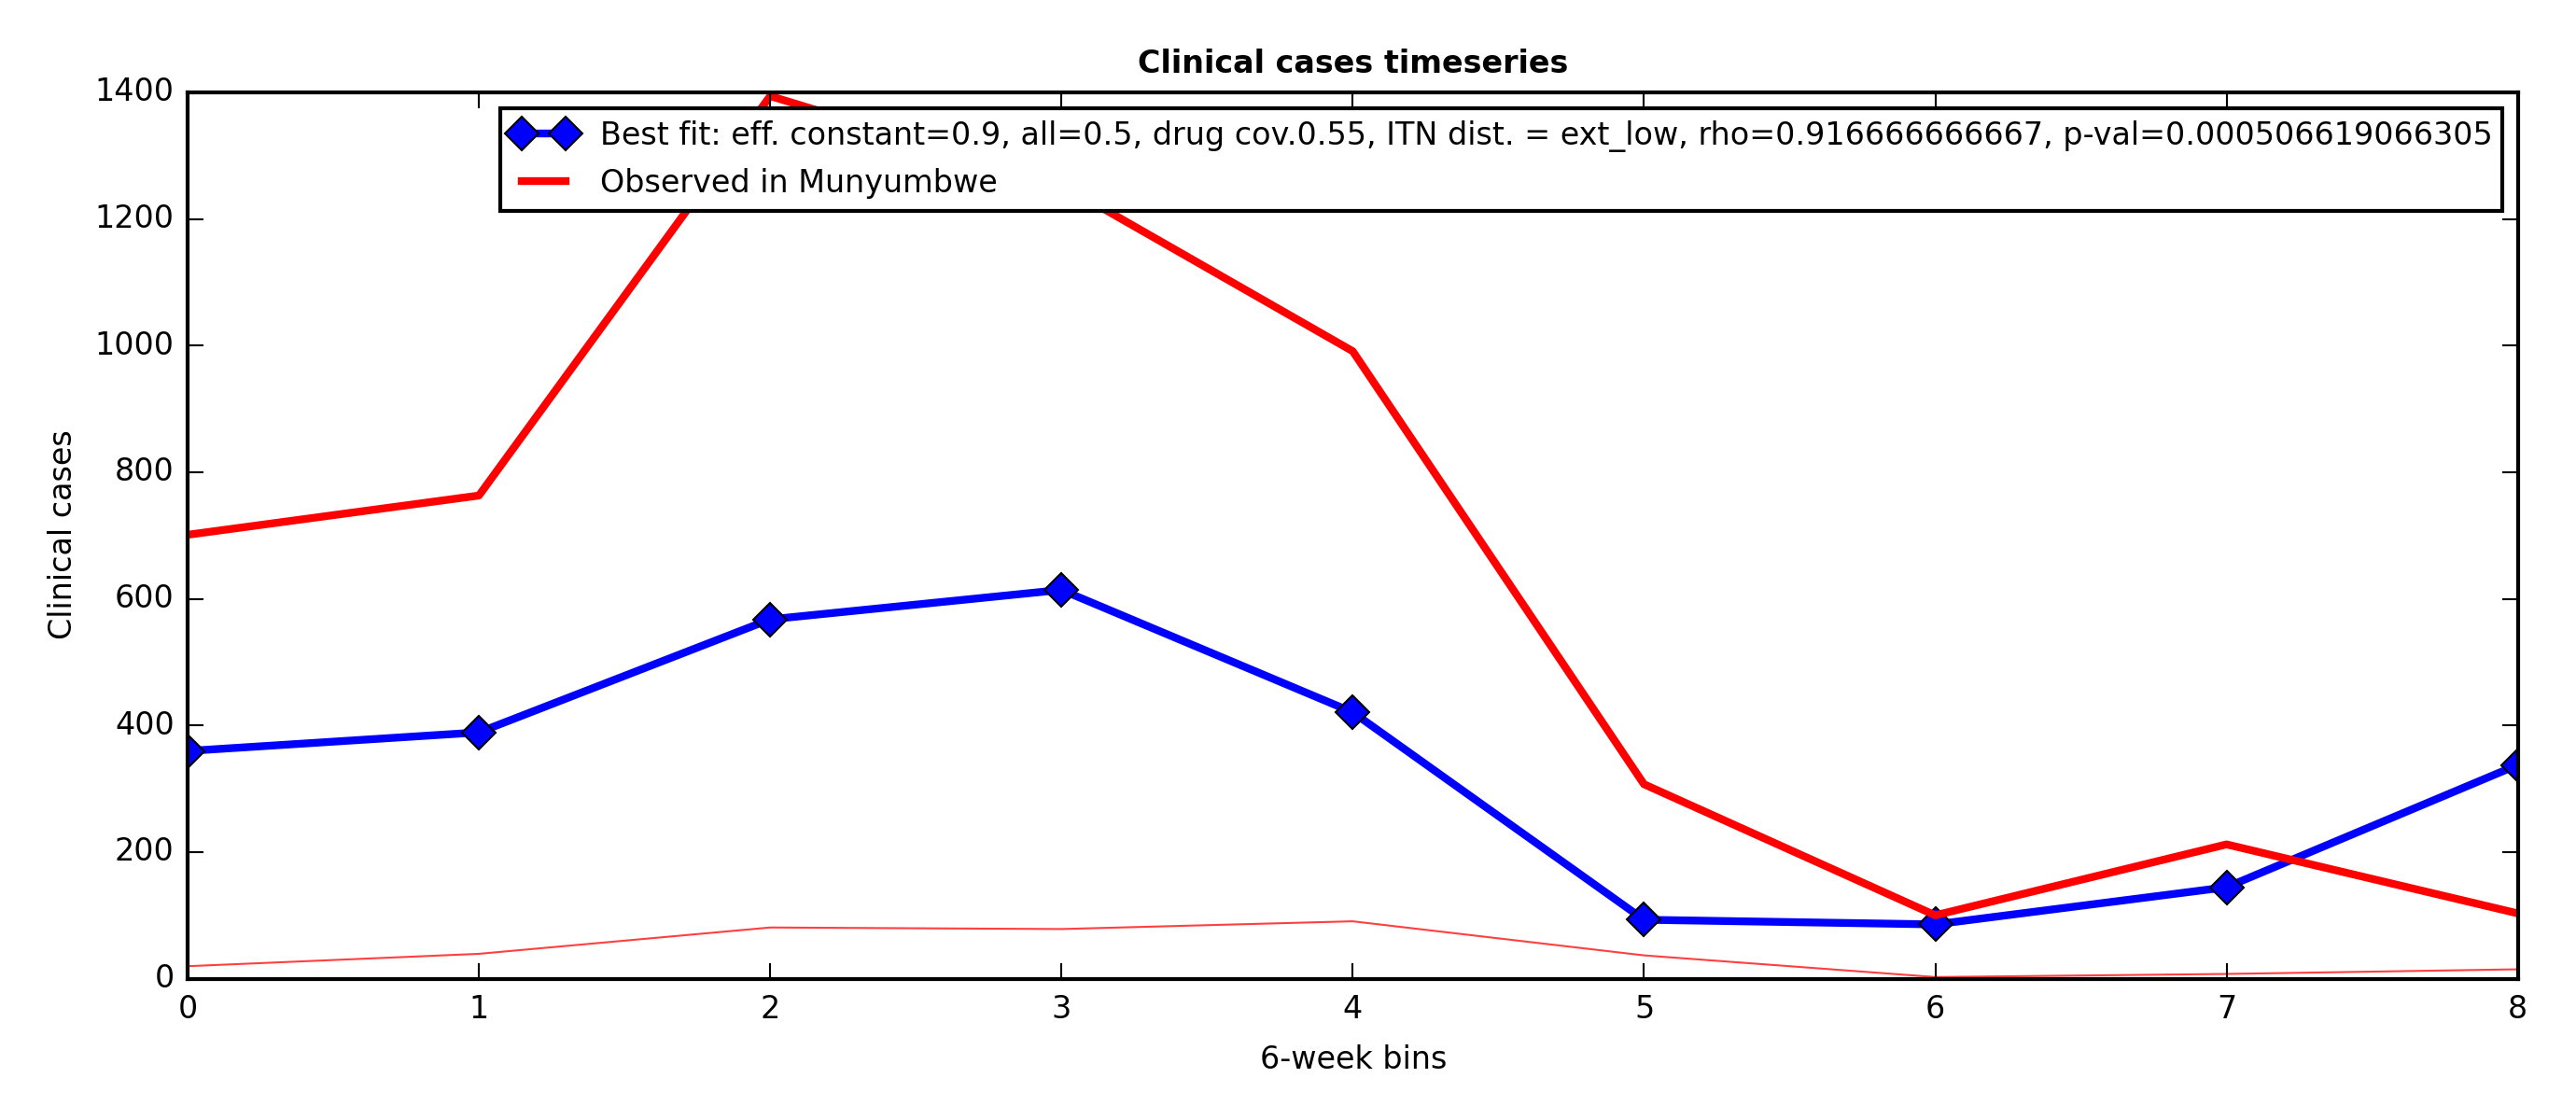 Clinical cases timeseries
1400
1200
1000
800
600
400
200
0
Clinical cases
Best fit: eff. constant=0.9, all=0.5, drug cov.0.55, ITN dist. = ext_low, rho=0.916666666667, p-val=0.000506619066305
Observed in Munyumbwe
0 1 2 3 4 5 6 7 8
6-week bins